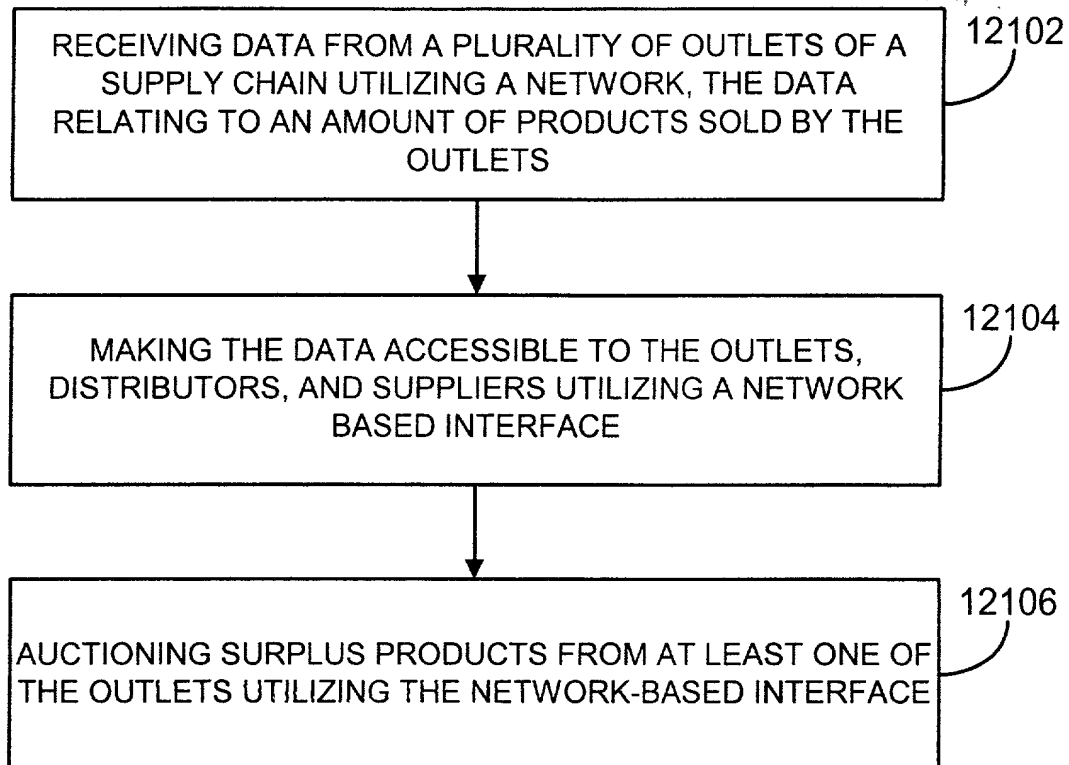 RECEIVING DATA FROM A PLURALITY OF OUTLETS OF A
SUPPLY CHAIN UTILIZING A NETWORK, THE DATA
RELATING TO AN AMOUNT OF PRODUCTS SOLD BY THE
OUTLETS
12102
MAKING THE DATA ACCESSIBLE TO THE OUTLETS,
DISTRIBUTORS, AND SUPPLIERS UTILIZING A NETWORK
BASED INTERFACE
12104
AUCTIONING SURPLUS PRODUCTS FROM AT LEAST ONE OF
THE OUTLETS UTILIZING THE NETWORK-BASED INTERFACE
12106